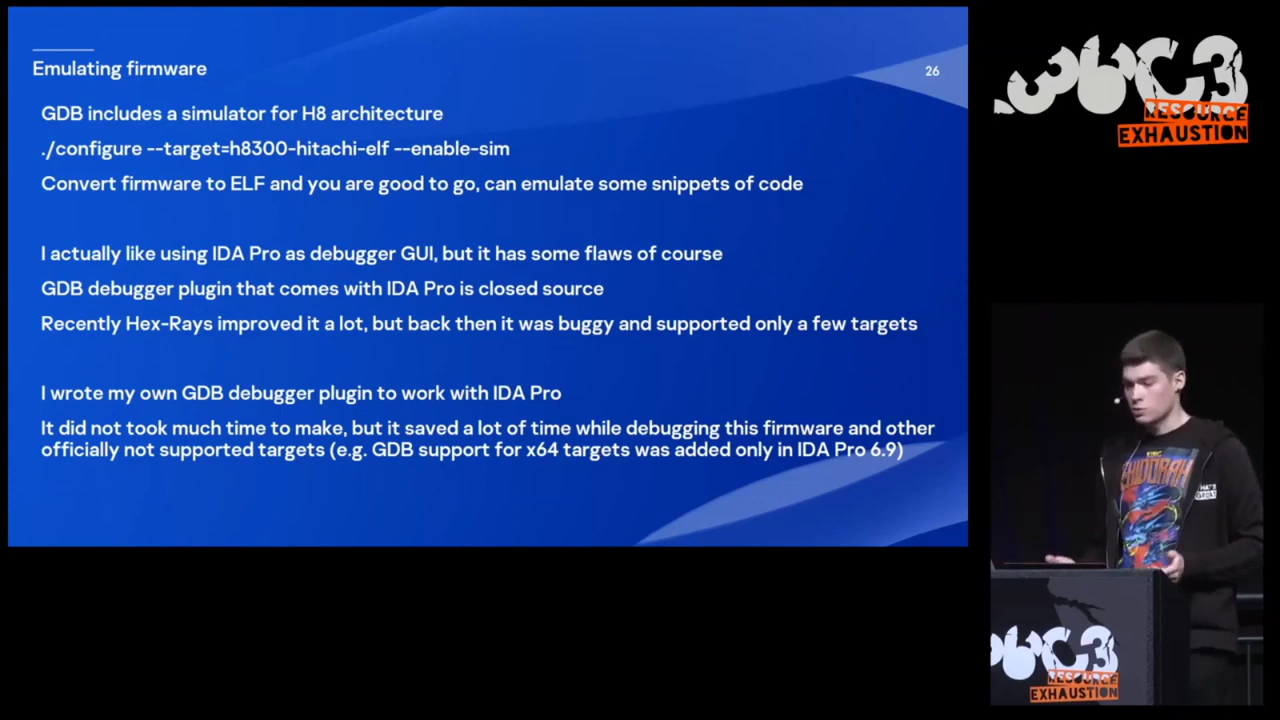 Emulating firmware
26
GDB includes a simulator for H8 architecture
./configure --target=h8300-hitachi-elf --enable-sim
Convert firmware to ELF and you are good to go, can emulate some snippets of code
I actually like using IDA Pro as debugger GUI, but it has some flaws of course
GDB debugger plugin that comes with IDA Pro is closed source
Recently Hex-Rays improved it a lot, but back then it was buggy and supported only a few targets
I wrote my own GDB debugger plugin to work with IDA Pro
It did not took much time to make, but it saved a lot of time while debugging this firmware and other
officially not supported targets (e.g. GDB support for x64 targets was added only in IDA Pro 6.9)
36C3
RESOURCE
EXHAUSTION
36C3
RESOURCE
EXHAUSTION